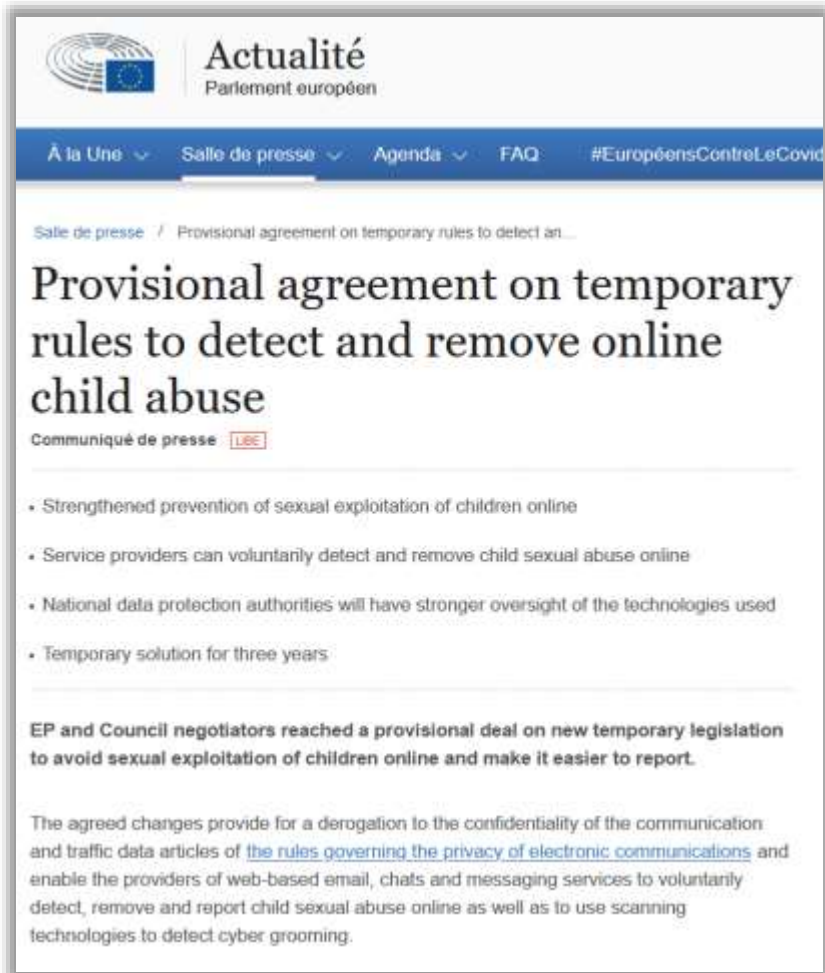 Actualité
Parlement européen
À la Une Salle de presse Agenda FAQ #EuropéensContreLeCovid
Salle de presse / Provisional agreement on temporary rules to detect an...
Provisional agreement on temporary
rules to detect and remove online
child abuse
Communiqué de presse LIBE
• Strengthened prevention of sexual exploitation of children online
• Service providers can voluntarily detect and remove child sexual abuse online
• National data protection authorities will have stronger oversight of the technologies used
• Temporary solution for three years
EP and Council negotiators reached a provisional deal on new temporary legislation
to avoid sexual exploitation of children online and make it easier to report.
The agreed changes provide for a derogation to the confidentiality of the communication
and traffic data articles of the rules governing the privacy of electronic communications and
enable the providers of web-based email, chats and messaging services to voluntarily
detect, remove and report child sexual abuse online as well as to use scanning
technologies to detect cyber grooming.